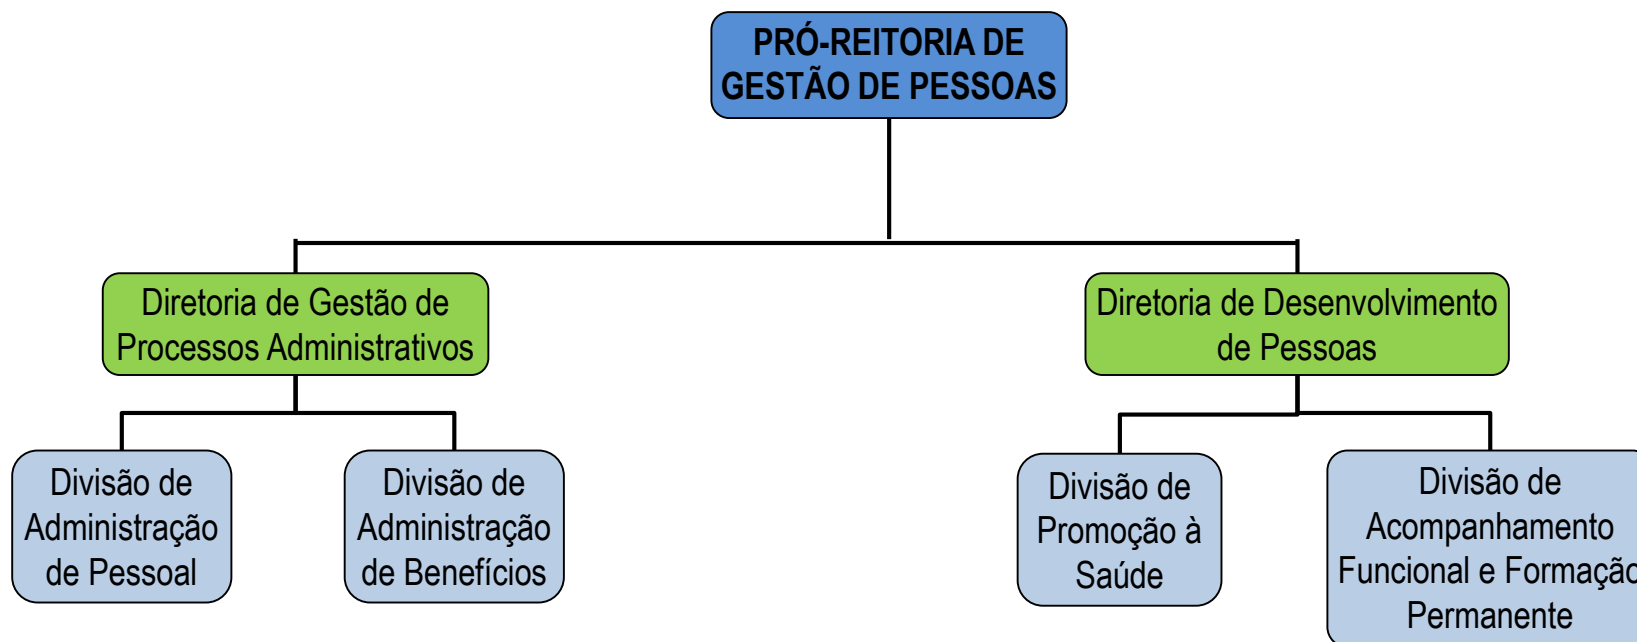 PRÓ-REITORIA DE
GESTÃO DE PESSOAS
Diretoria de Gestão de
Processos Administrativos
Diretoria de Desenvolvimento
de Pessoas
Divisão de
Administração
de Pessoal
Divisão de
Administração
de Benefícios
Divisão de
Promoção à
Saúde
Divisão de
Acompanhamento
Funcional e Formação
Permanente